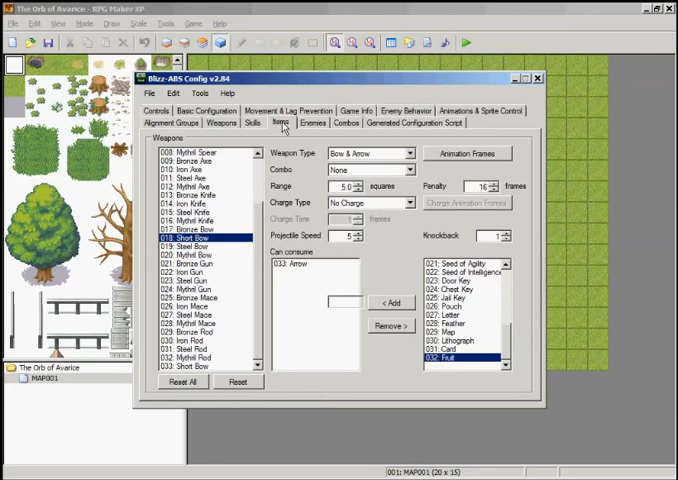 The Orb of Avance - RPG Maker XP
File Edit View Mode Draw Scale Tools Game Help
Blizz-ABS Config v2.84
File Edit Tools Help
Controls Basic Configuration Movement & Lag Prevention Game Info Enemy Behavior Animations & Sprite Control
Alignment Groups Weapons Skills Items Enemies Combos Generated Configuration Script
Weapons
008: Mythril Spear
009: Bronze Axe
010: Iron Axe
011: Steel Axe
012: Mythril Axe
013: Bronze Knife
014: Iron Knife
015: Steel Knife
016: Mythril Knife
017: Bronze Bow
018: Short Bow
019: Steel Bow
020: Mythril Bow
021: Bronze Gun
022: Iron Gun
023: Steel Gun
024: Mythril Gun
025: Bronze Mace
026: Iron Mace
027: Steel Mace
028: Mythril Mace
029: Bronze Rod
030: Iron Rod
031: Steel Rod
032: Mythril Rod
033: Short Bow
Reset All Reset
Weapon Type Bow & Arrow Animation Frames
Combo None
Range 5.0 squares Penalty 16 frames
Charge Type No Charge Charge Animation Frames
Charge Time 1 frames
Projectile Speed 5 Knockback 1
Can consume
033: Arrow
< Add
Remove >
021: Seed of Agility
022: Seed of Intelligence
023: Door Key
024: Chest Key
025: Jail Key
026: Pouch
027: Letter
028: Feather
029: Map
030: Lithograph
031: Card
032: Fruit
The Orb of Avance
MAP001
001: MAP001 (20 x 15)